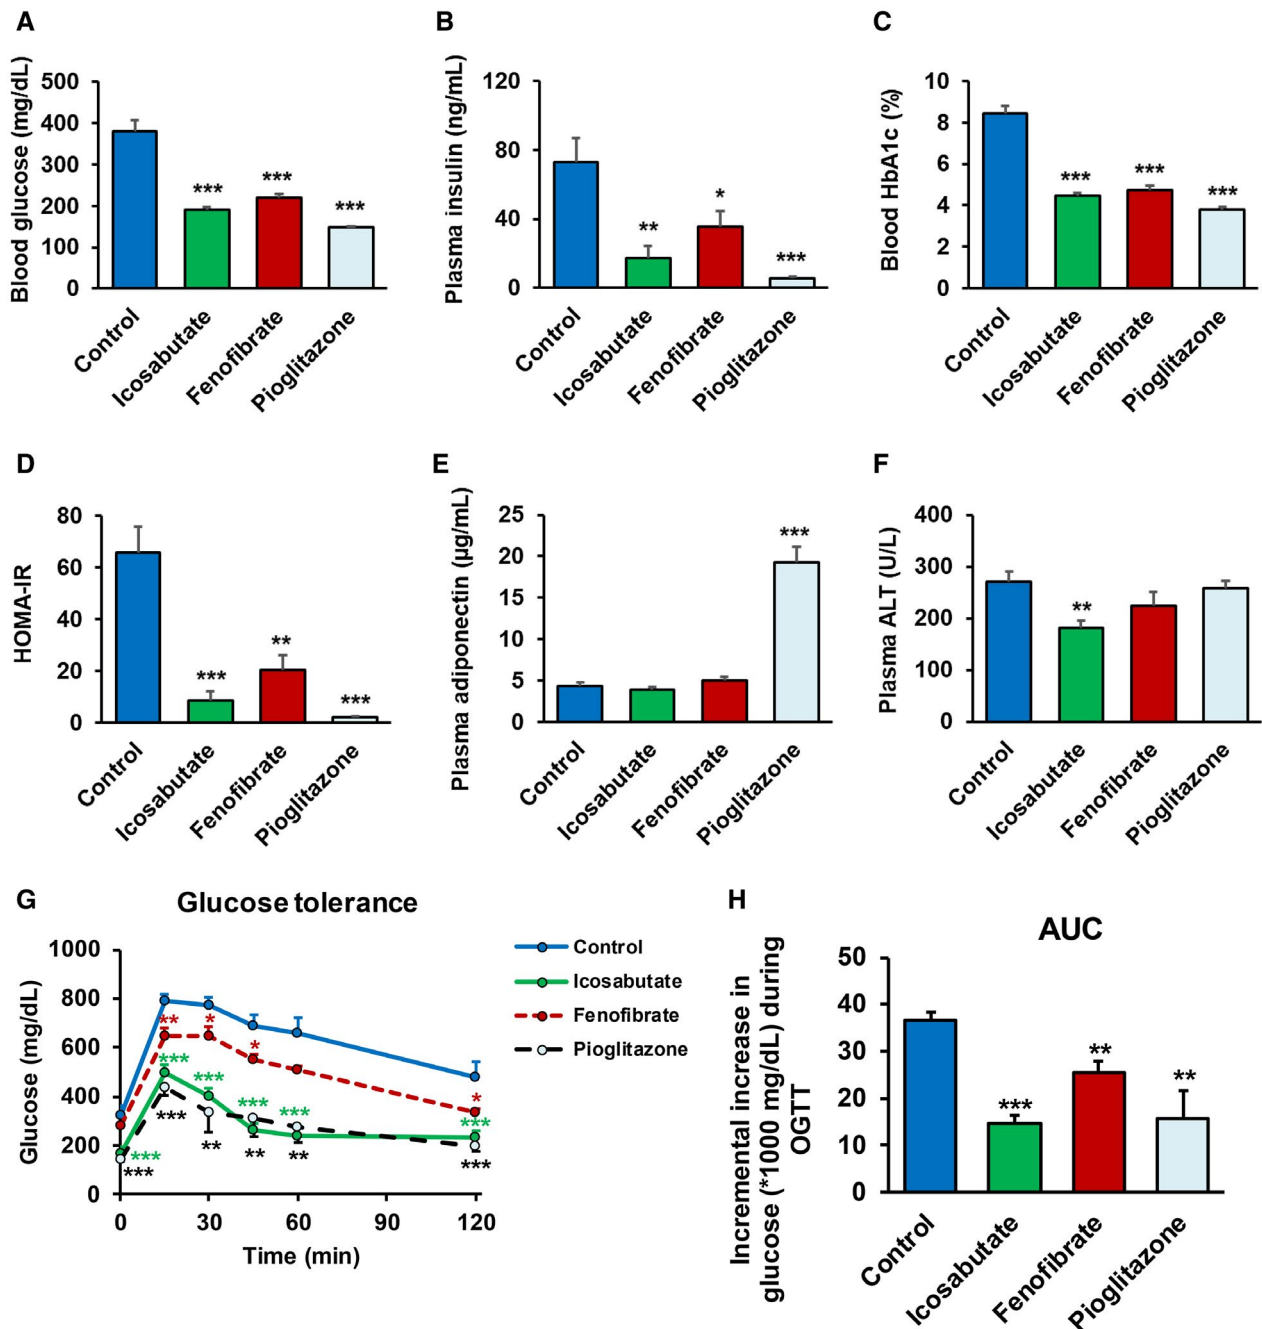 A
Blood glucose (mg/dL)
500
400
300
200
100
0
***
***
***
Control
Icosabutate
Fenofibrate
Pioglitazone
B
Plasma insulin (ng/mL)
120
80
40
0
**
*
***
Control
Icosabutate
Fenofibrate
Pioglitazone
C
Blood HbA1c (%)
10
8
6
4
2
0
***
***
***
Control
Icosabutate
Fenofibrate
Pioglitazone
D
HOMA-IR
80
60
40
20
0
***
**
***
Control
Icosabutate
Fenofibrate
Pioglitazone
E
Plasma adiponectin (µg/mL)
25
20
15
10
5
0
***
Control
Icosabutate
Fenofibrate
Pioglitazone
F
Plasma ALT (U/L)
400
300
200
100
0
**
Control
Icosabutate
Fenofibrate
Pioglitazone
G
Glucose tolerance
Glucose (mg/dL)
1000
800
600
400
200
0
** * * *
*** *** *** *** *** ***
*** *** ** ** ** ***
0 30 60 90 120
Time (min)
Control
Icosabutate
Fenofibrate
Pioglitazone
H
AUC
Incremental increase in
glucose (*1000 mg/dL) during
OGTT
50
40
30
20
10
0
***
**
**
Control
Icosabutate
Fenofibrate
Pioglitazone